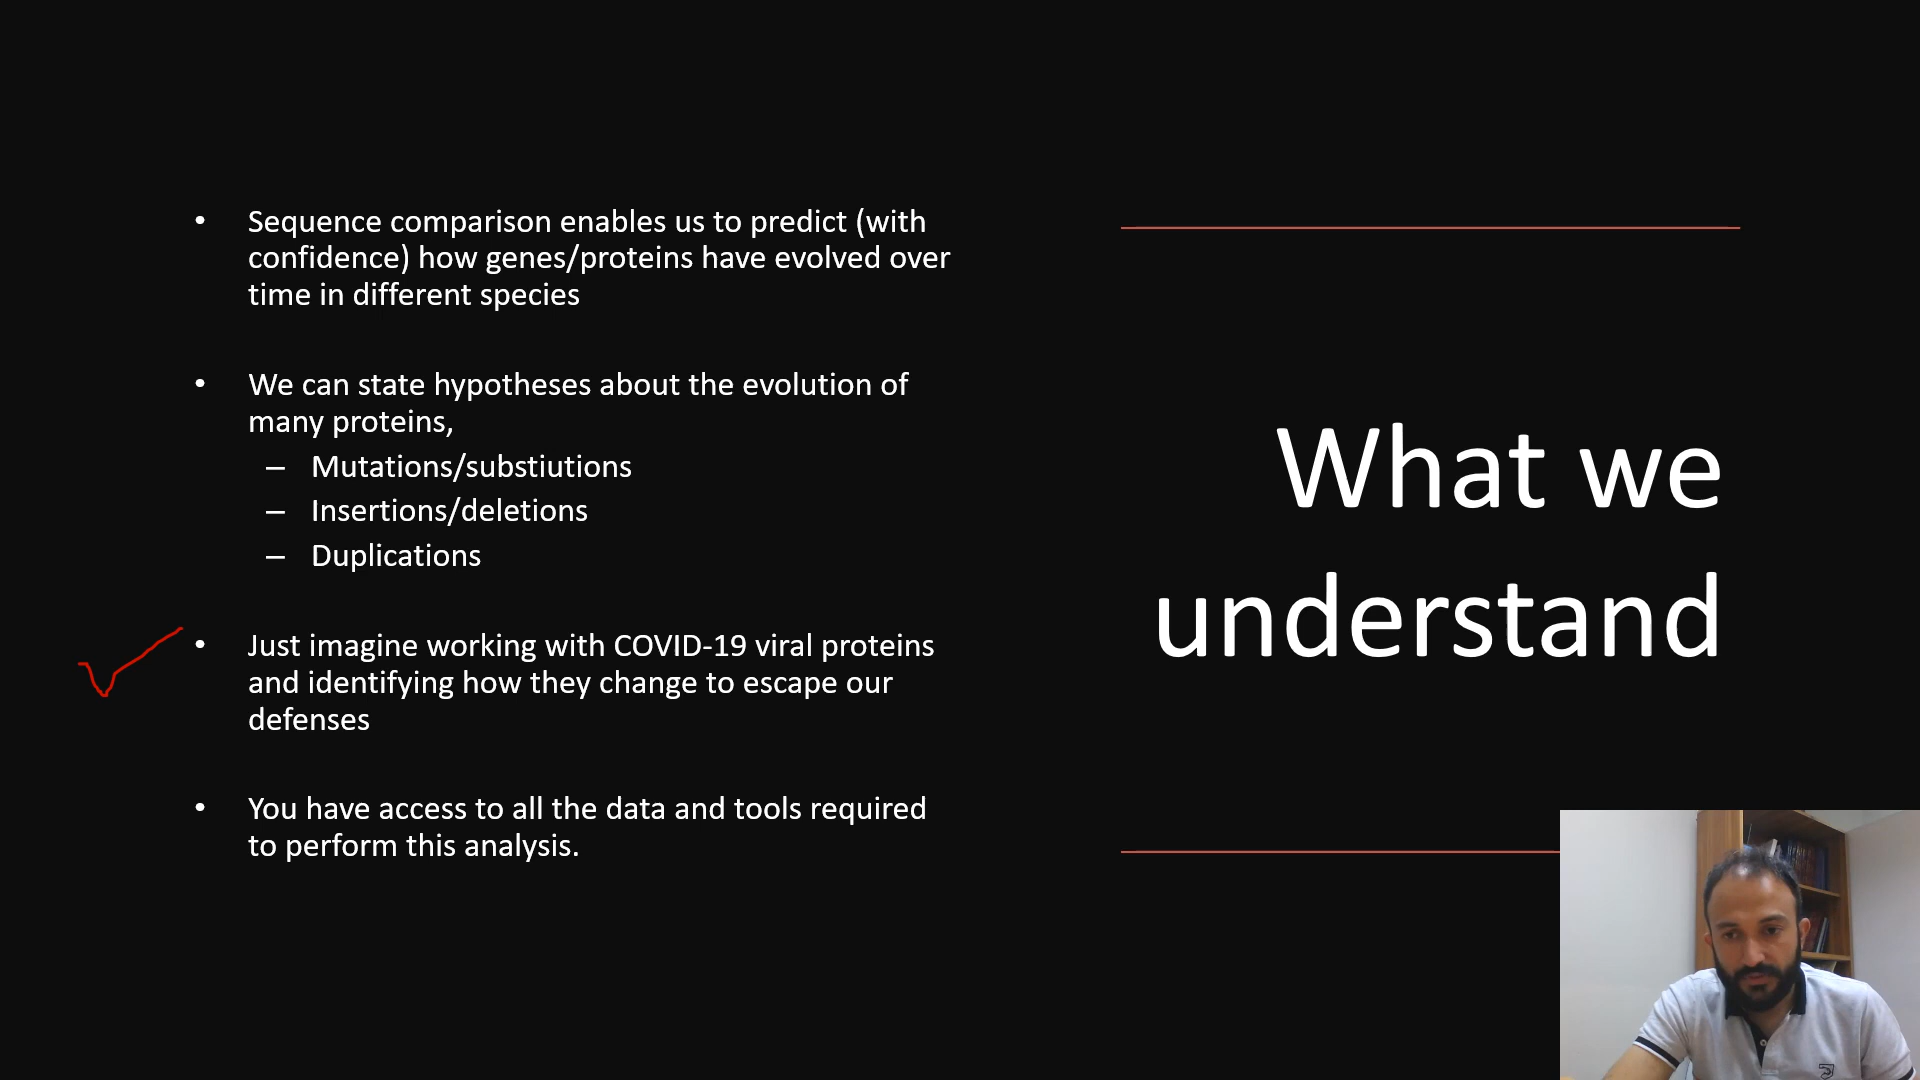 • Sequence comparison enables us to predict (with
confidence) how genes/proteins have evolved over
time in different species
• We can state hypotheses about the evolution of
many proteins,
– Mutations/substiutions
– Insertions/deletions
– Duplications
• Just imagine working with COVID-19 viral proteins
and identifying how they change to escape our
defenses
• You have access to all the data and tools required
to perform this analysis.
What we
understand